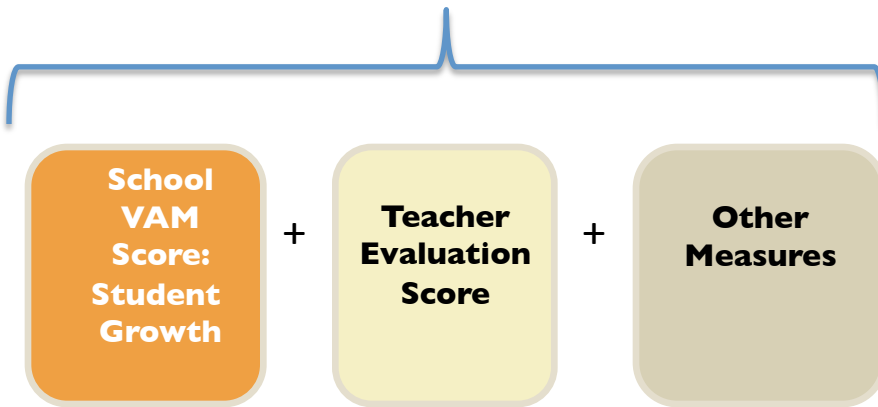 School
VAM
Score:
Student
Growth
+
Teacher
Evaluation
Score
+
Other
Measures